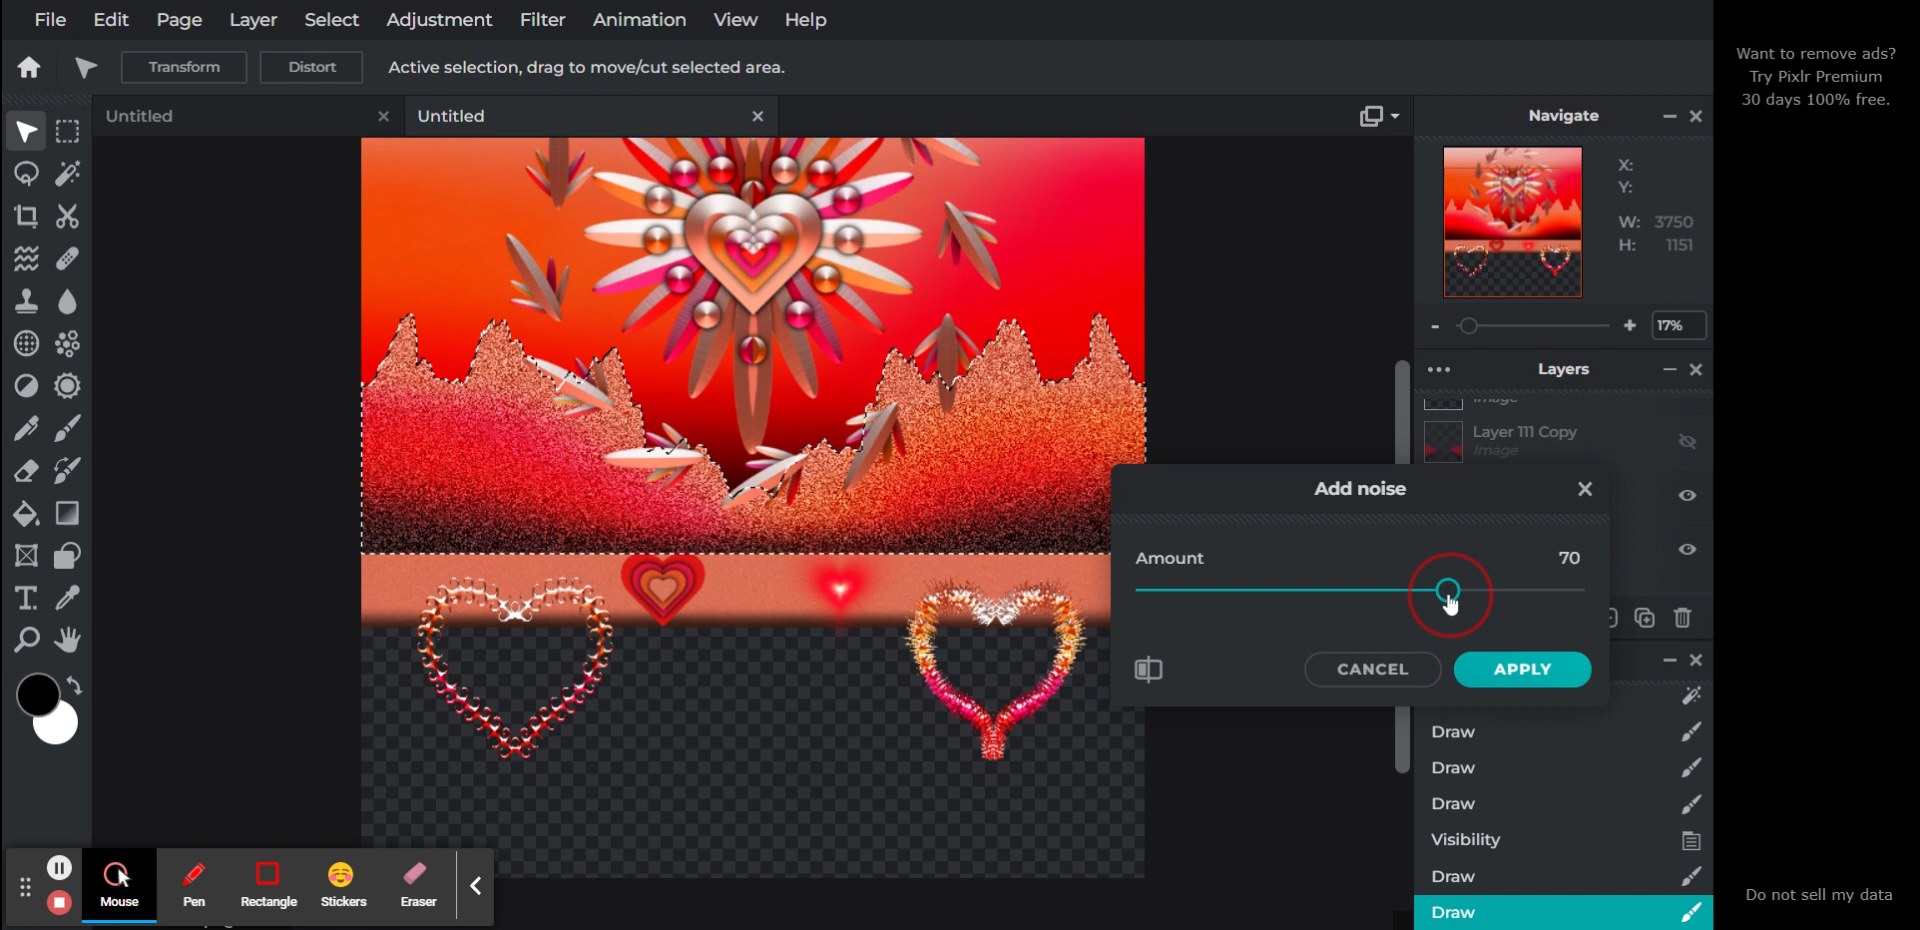 File Edit Page Layer Select Adjustment Filter Animation View Help
Transform Distort Active selection, drag to move/cut selected area.
Untitled
Untitled
Navigate
X:
Y:
W: 3750
H: 1151
17%
Layers
Image
Layer 111 Copy
Image
Add noise
Amount 70
CANCEL APPLY
Draw
Draw
Draw
Visibility
Draw
Draw
Mouse Pen Rectangle Stickers Eraser
Want to remove ads?
Try Pixlr Premium
30 days 100% free.
Do not sell my data